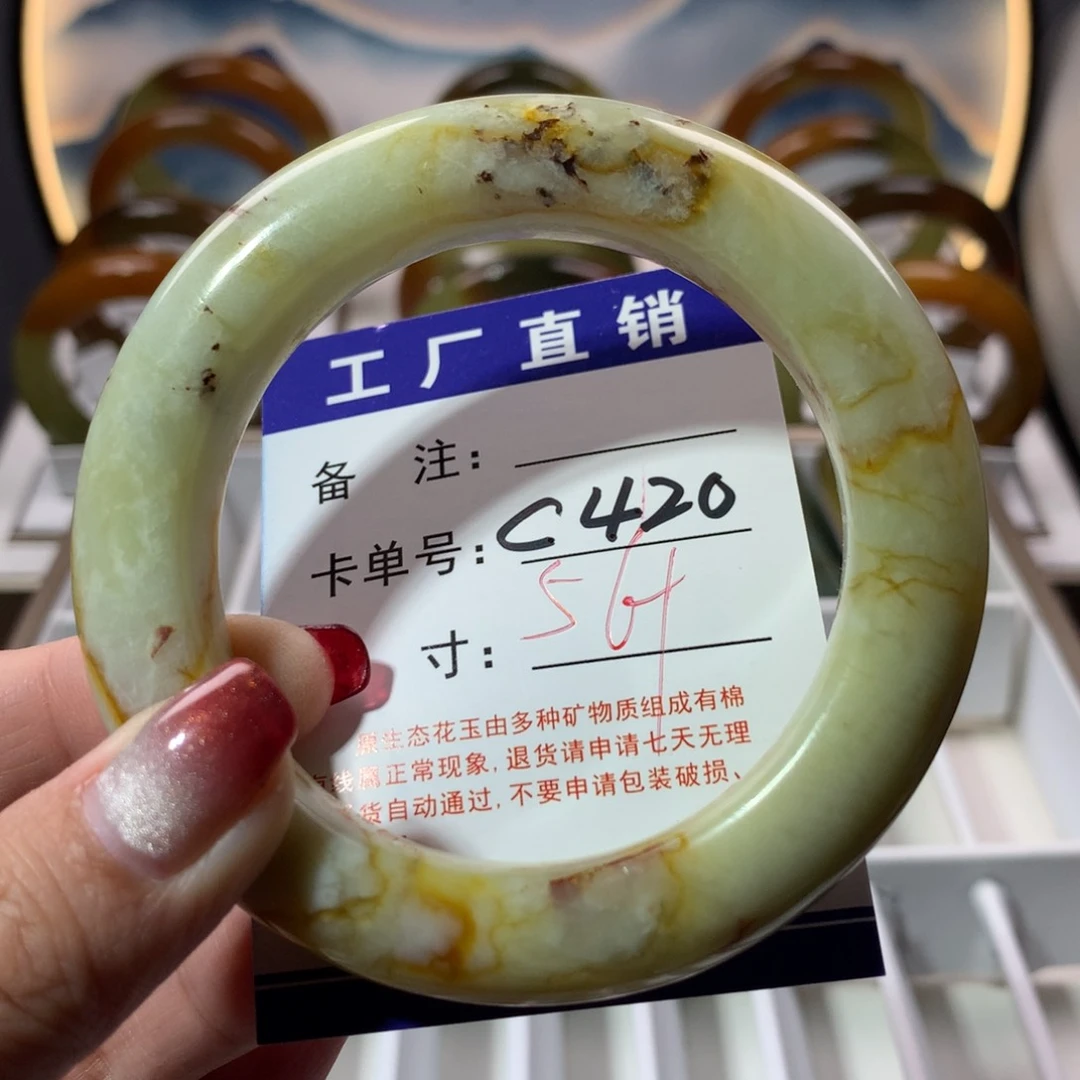 工厂直销
备 注:
卡单号: C420
寸: 564
原生态花玉由多种矿物质组成有棉
线属正常现象, 退货请申请七天无理
货自动通过, 不要申请包装破损、